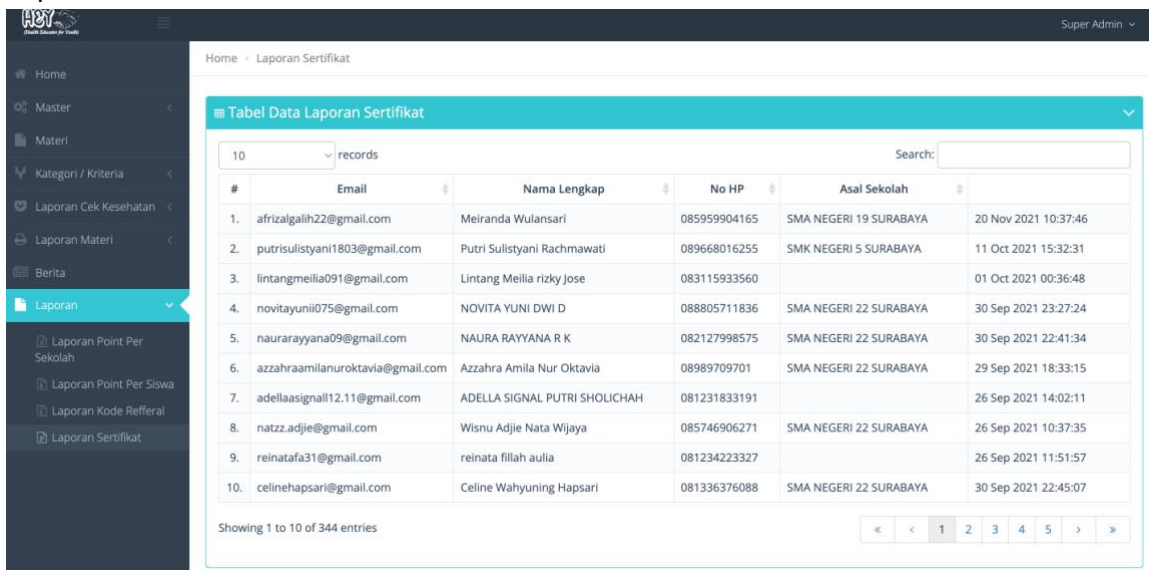 H&Y
(Health Educator for Youth)
Super Admin
Home
Master
Materi
Kategori / Kriteria
Laporan Cek Kesehatan
Laporan Materi
Berita
Laporan
Laporan Point Per
Sekolah
Laporan Point Per Siswa
Laporan Kode Refferal
Laporan Sertifikat
Home - Laporan Sertifikat
Tabel Data Laporan Sertifikat
10 records Search:
# Email Nama Lengkap No HP Asal Sekolah
1. afrizalgalih22@gmail.com Meiranda Wulansari 085959904165 SMA NEGERI 19 SURABAYA 20 Nov 2021 10:37:46
2. putrisulistyani1803@gmail.com Putri Sulistyani Rachmawati 089668016255 SMK NEGERI 5 SURABAYA 11 Oct 2021 15:32:31
3. lintangmeilia091@gmail.com Lintang Meilia rizky Jose 083115933560 01 Oct 2021 00:36:48
4. novitayunii075@gmail.com NOVITA YUNI DWI D 088805711836 SMA NEGERI 22 SURABAYA 30 Sep 2021 23:27:24
5. naurarayyana09@gmail.com NAURA RAYYANA R K 082127998575 SMA NEGERI 22 SURABAYA 30 Sep 2021 22:41:34
6. azzahraamilanuroktavia@gmail.com Azzahra Amila Nur Oktavia 08989709701 SMA NEGERI 22 SURABAYA 29 Sep 2021 18:33:15
7. adellaasignall12.11@gmail.com ADELLA SIGNAL PUTRI SHOLICHAH 081231833191 26 Sep 2021 14:02:11
8. natzz.adjie@gmail.com Wisnu Adjie Nata Wijaya 085746906271 SMA NEGERI 22 SURABAYA 26 Sep 2021 10:37:35
9. reinatafa31@gmail.com reinata fillah aulia 081234223327 26 Sep 2021 11:51:57
10. celinehapsari@gmail.com Celine Wahyuning Hapsari 081336376088 SMA NEGERI 22 SURABAYA 30 Sep 2021 22:45:07
Showing 1 to 10 of 344 entries
« < 1 2 3 4 5 > »